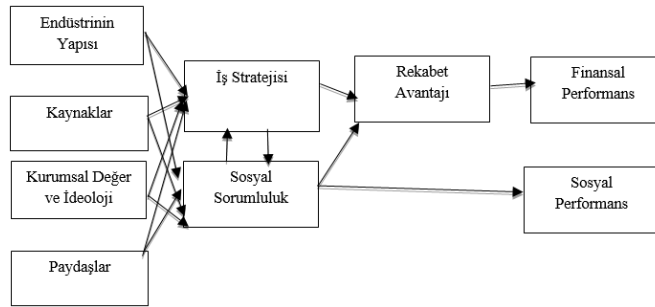 Endüstrinin
Yapısı
Kaynaklar
Kurumsal Değer
ve İdeoloji
Paydaşlar
İş Stratejisi
Sosyal
Sorumluluk
Rekabet
Avantajı
Finansal
Performans
Sosyal
Performans